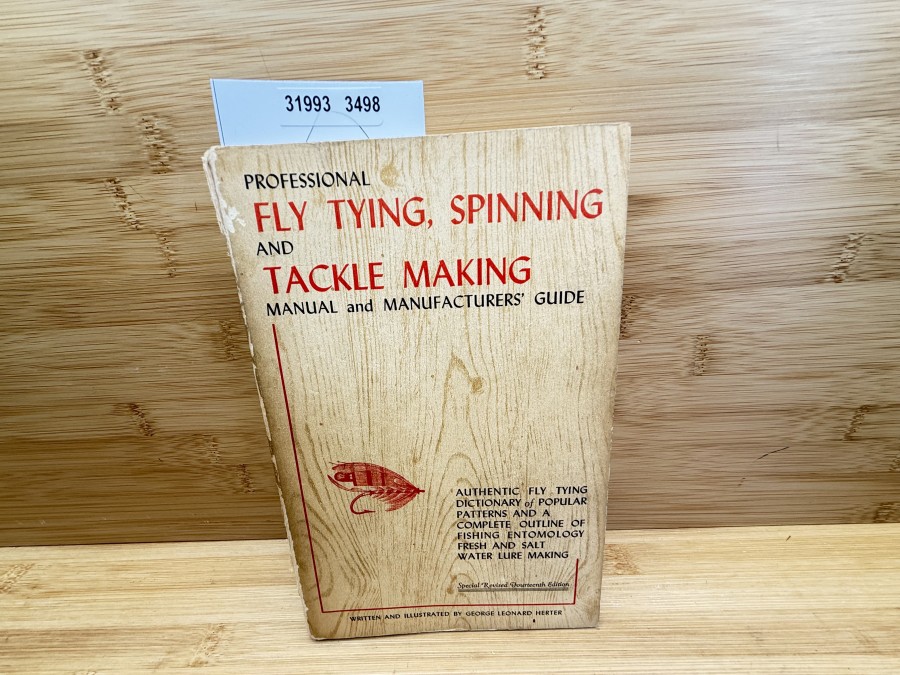 31993 3498
PROFESSIONAL
FLY TYING, SPINNING
AND
TACKLE MAKING
MANUAL and MANUFACTURERS' GUIDE
AUTHENTIC FLY TYING
DICTIONARY of POPULAR
PATTERNS AND A
COMPLETE OUTLINE OF
FISHING ENTOMOLOGY
FRESH AND SALT
WATER LURE MAKING
Special Revised Fourteenth Edition
WRITTEN AND ILLUSTRATED BY GEORGE LEONARD HERTER